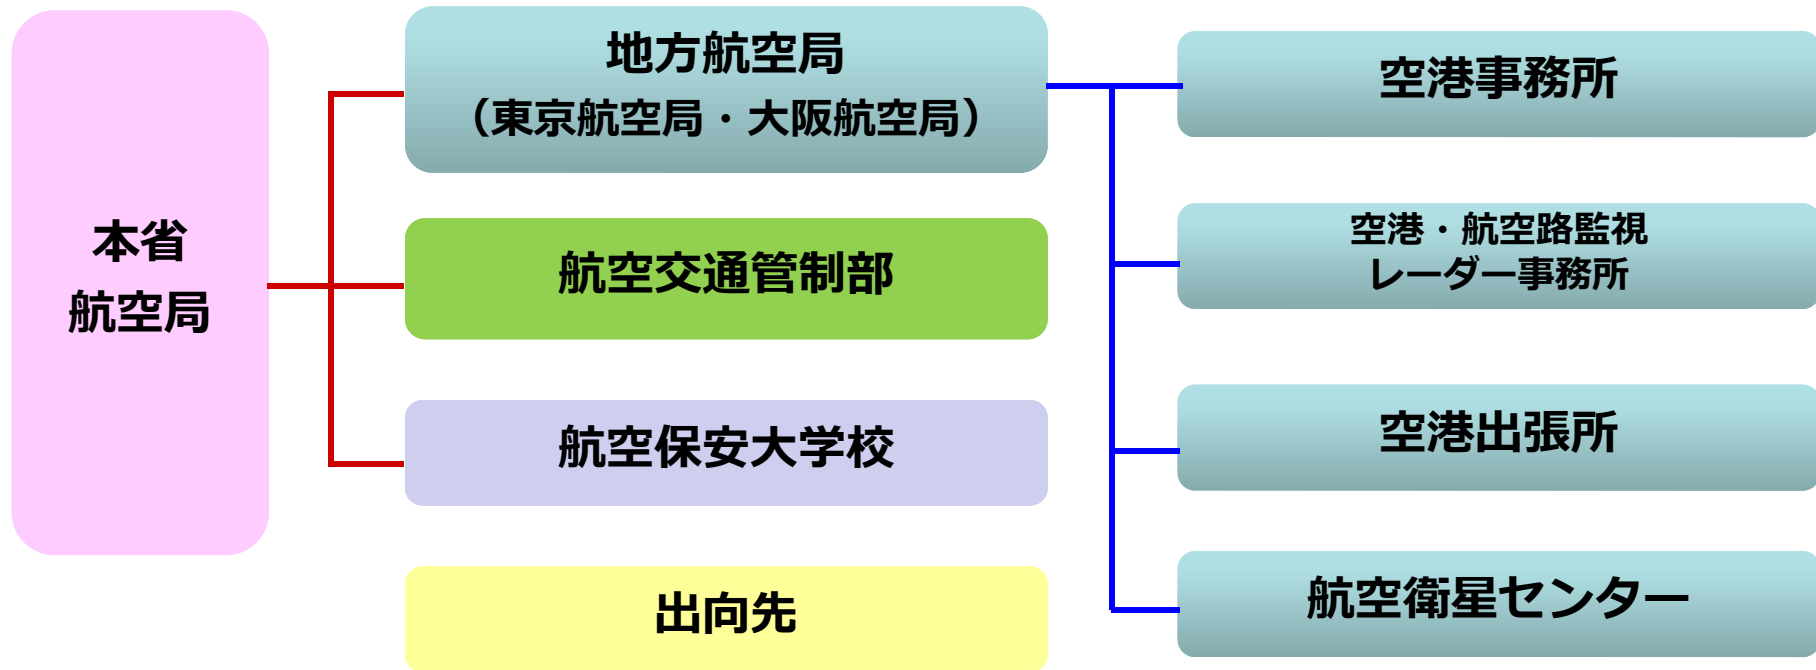 本省
航空局
地方航空局
（東京航空局・大阪航空局）
航空交通管制部
航空保安大学校
出向先
空港事務所
空港・航空路監視
レーダー事務所
空港出張所
航空衛星センター